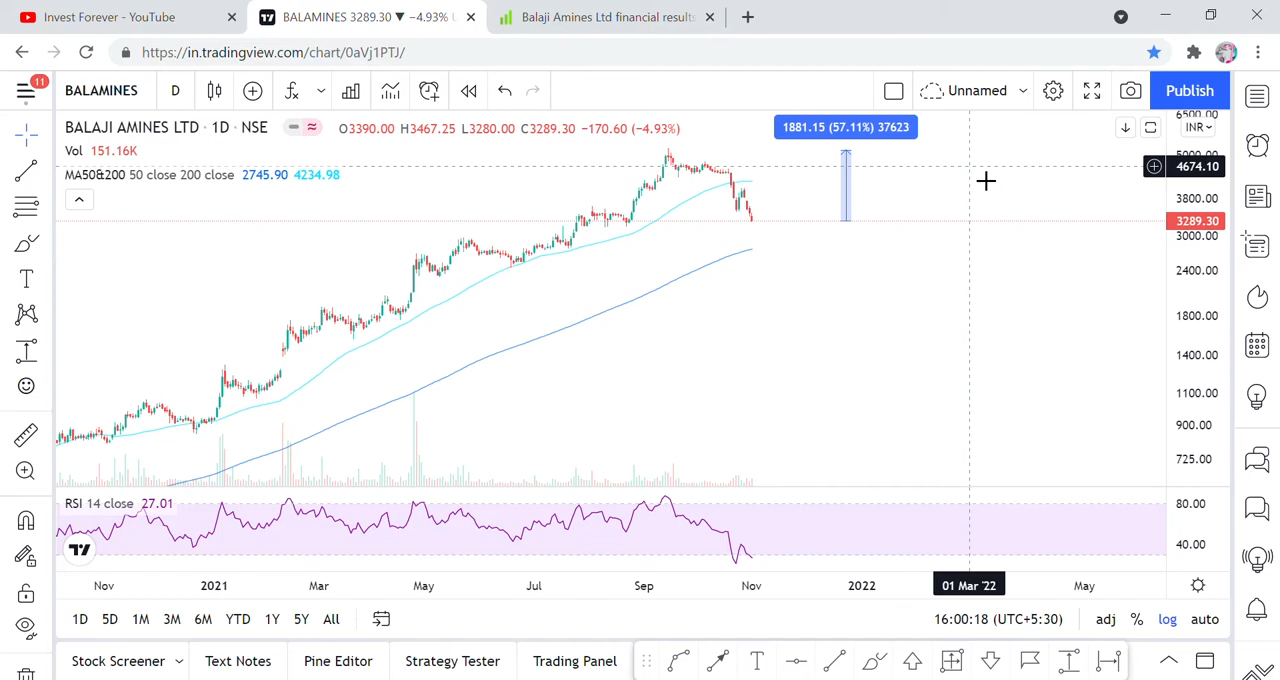 Invest Forever - YouTube
BALAMINES 3289.30 ▼ −4.93%
Balaji Amines Ltd financial results
https://in.tradingview.com/chart/0aVj1PTJ/
11
BALAMINES
D
Unnamed
Publish
BALAJI AMINES LTD · 1D · NSE
O3390.00 H3467.25 L3280.00 C3289.30 −170.60 (−4.93%)
Vol 151.16K
MA50&200 50 close 200 close 2745.90 4234.98
1881.15 (57.11%) 37623
INR
6500.00
5000.00
4674.10
3800.00
3289.30
3000.00
2400.00
1800.00
1400.00
1100.00
900.00
725.00
RSI 14 close 27.01
80.00
40.00
Nov 2021 Mar May Jul Sep Nov 2022 01 Mar '22 May
1D 5D 1M 3M 6M YTD 1Y 5Y All
16:00:18 (UTC+5:30) adj % log auto
Stock Screener Text Notes Pine Editor Strategy Tester Trading Panel